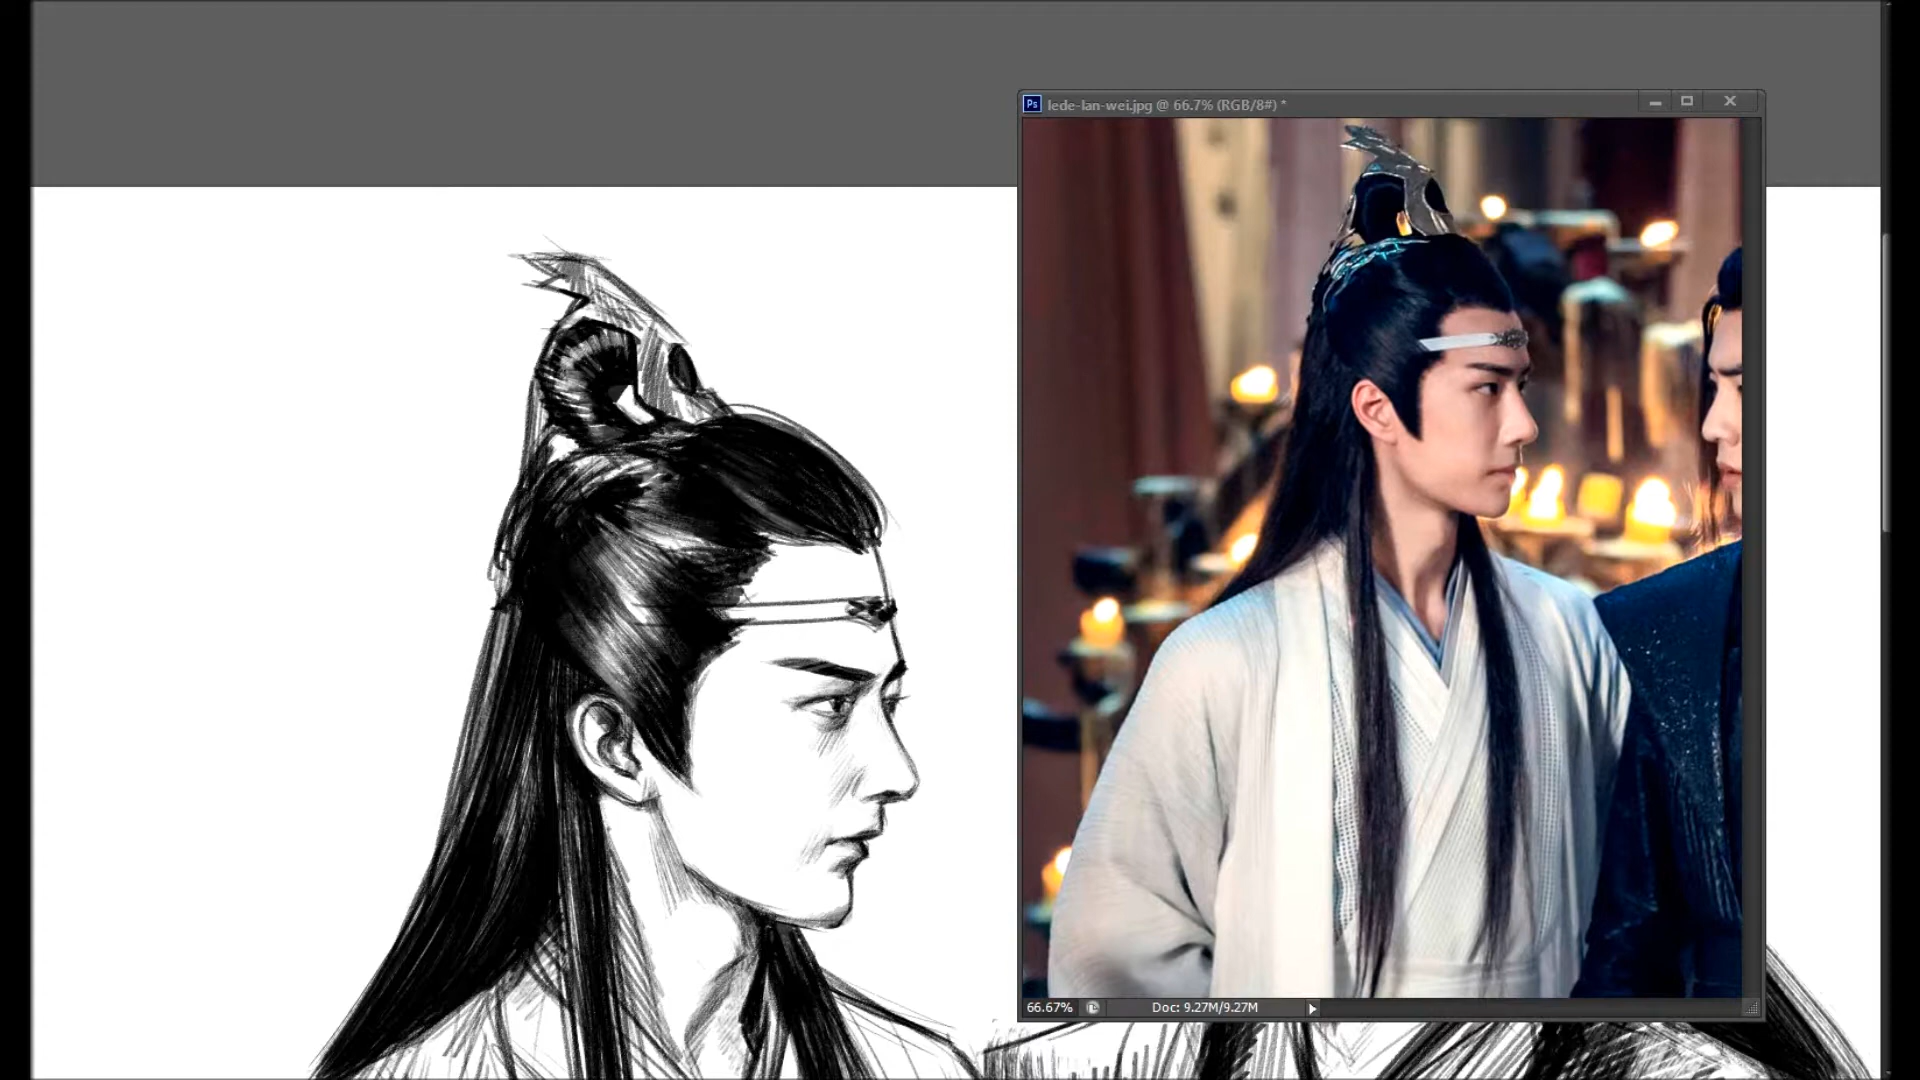 Ps lede-lan-wei.jpg @ 66.7% (RGB/8#) *
66.67% Doc: 9.27M/9.27M